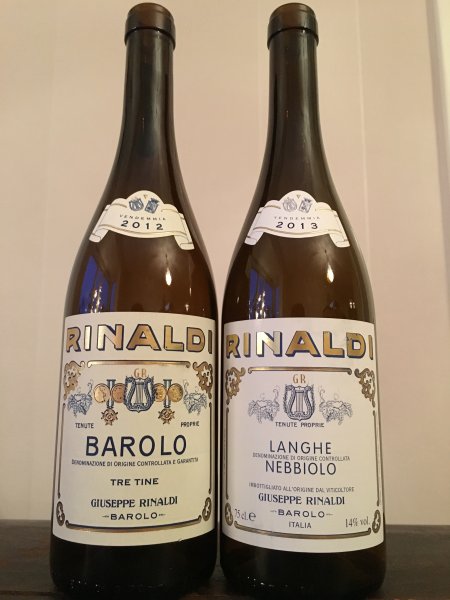 VENDEMMIA
2012
RINALDI
G R
TENUTE PROPRIE
BAROLO
DENOMINAZIONE DI ORIGINE CONTROLLATA E GARANTITA
TRE TINE
GIUSEPPE RINALDI
-BAROLO-
VENDEMMIA
2013
RINALDI
G R
TENUTE PROPRIE
LANGHE
DENOMINAZIONE DI ORIGINE CONTROLLATA
NEBBIOLO
IMBOTTIGLIATO ALL'ORIGINE DAL VITICOLTORE
GIUSEPPE RINALDI
-BAROLO-
75 cl. e ITALIA 14% vol.